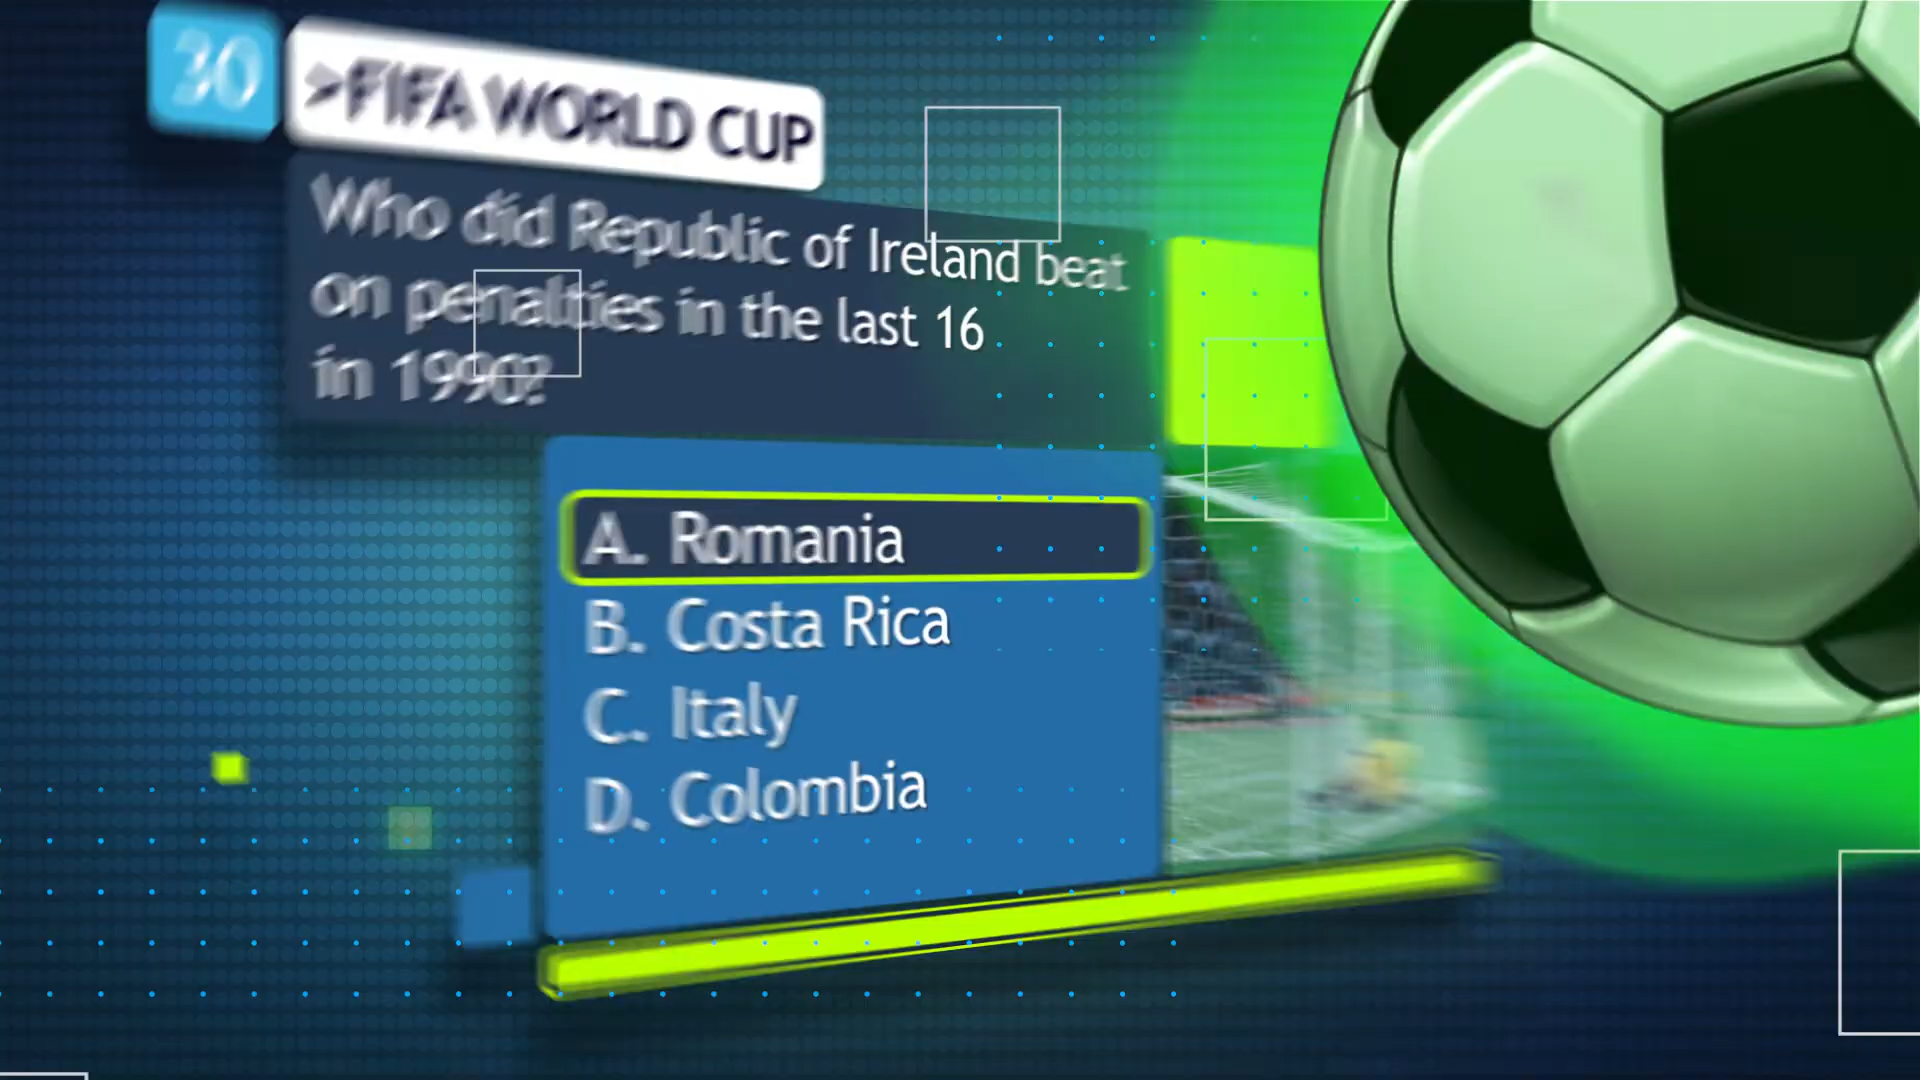 30
>FIFA WORLD CUP
Who did Republic of Ireland beat
on penalties in the last 16
in 1990?
A. Romania
B. Costa Rica
C. Italy
D. Colombia